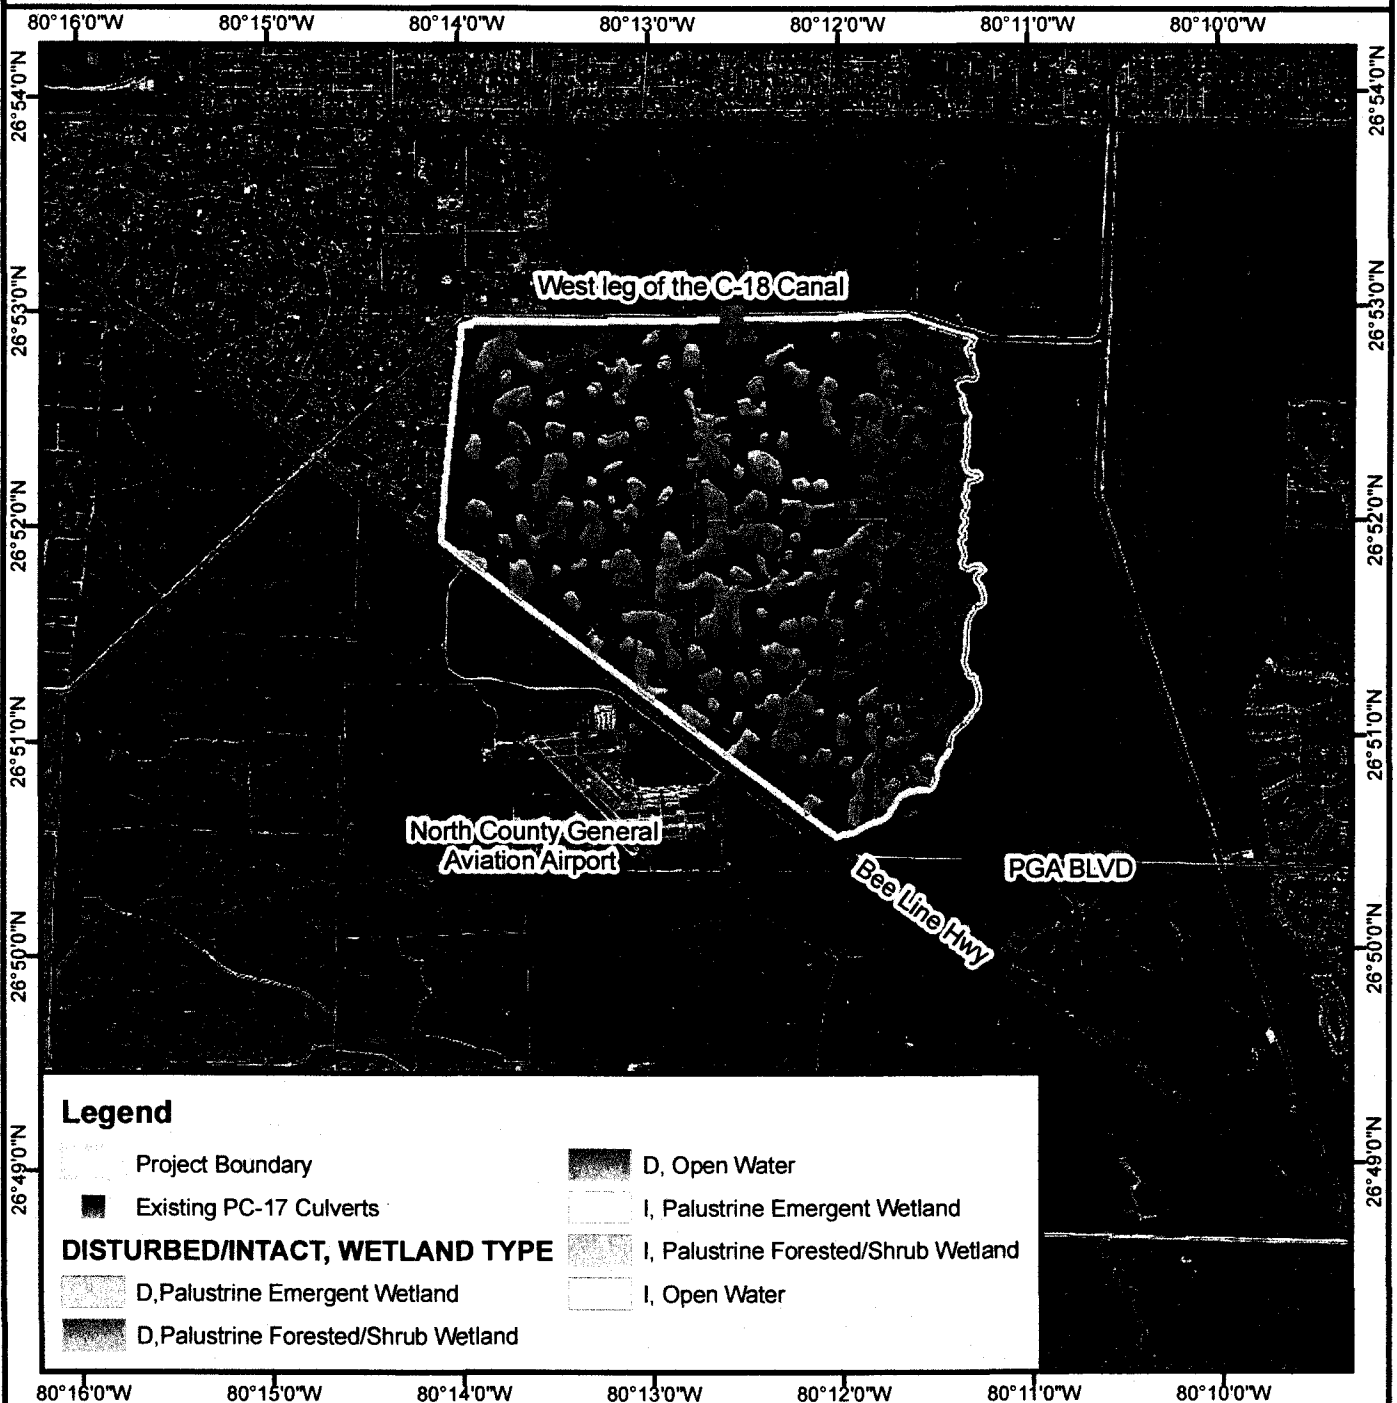 80°16'0"W 80°15'0"W 80°14'0"W 80°13'0"W 80°12'0"W 80°11'0"W 80°10'0"W
26°54'0"N
26°54'0"N
26°53'0"N
26°53'0"N
West leg of the C-18 Canal
26°52'0"N
26°52'0"N
26°51'0"N
26°51'0"N
North County General
Aviation Airport
PGA BLVD
Bee Line Hwy
26°50'0"N
26°50'0"N
26°49'0"N
26°49'0"N
Legend
Project Boundary
Existing PC-17 Culverts
DISTURBED/INTACT, WETLAND TYPE
D,Palustrine Emergent Wetland
D,Palustrine Forested/Shrub Wetland
D, Open Water
I, Palustrine Emergent Wetland
I, Palustrine Forested/Shrub Wetland
I, Open Water
80°16'0"W 80°15'0"W 80°14'0"W 80°13'0"W 80°12'0"W 80°11'0"W 80°10'0"W